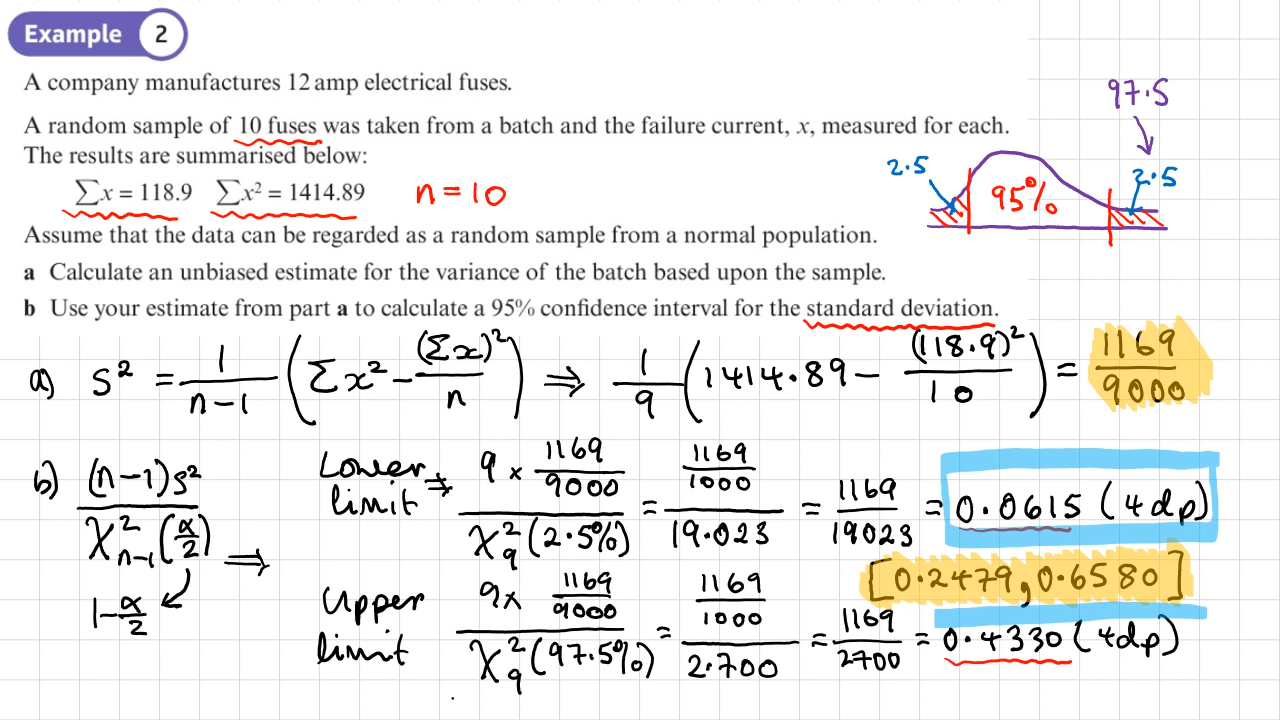 Example 2
A company manufactures 12 amp electrical fuses.
A random sample of 10 fuses was taken from a batch and the failure current, x, measured for each.
The results are summarised below:
∑x = 118.9 ∑x² = 1414.89 n = 10
97.5
2.5 95% 2.5
Assume that the data can be regarded as a random sample from a normal population.
a Calculate an unbiased estimate for the variance of the batch based upon the sample.
b Use your estimate from part a to calculate a 95% confidence interval for the standard deviation.
a) S² = 1/(n-1) (Σx² - (Σx)²/n) ⇒ 1/9 (1414.89 - (118.9)²/10) = 1169/9000
b) (n-1)s² / χ²n-1(α/2) ⇒
1-α/2
Lower limit ⇒ 9 × 1169/9000 / χ²9(2.5%) = 1169/1000 / 19.023 = 1169/19023 = 0.0615 (4dp)
[0.2479, 0.6580]
Upper limit 9× 1169/9000 / χ²9(97.5%) = 1169/1000 / 2.700 = 1169/2700 = 0.4330 (4dp)